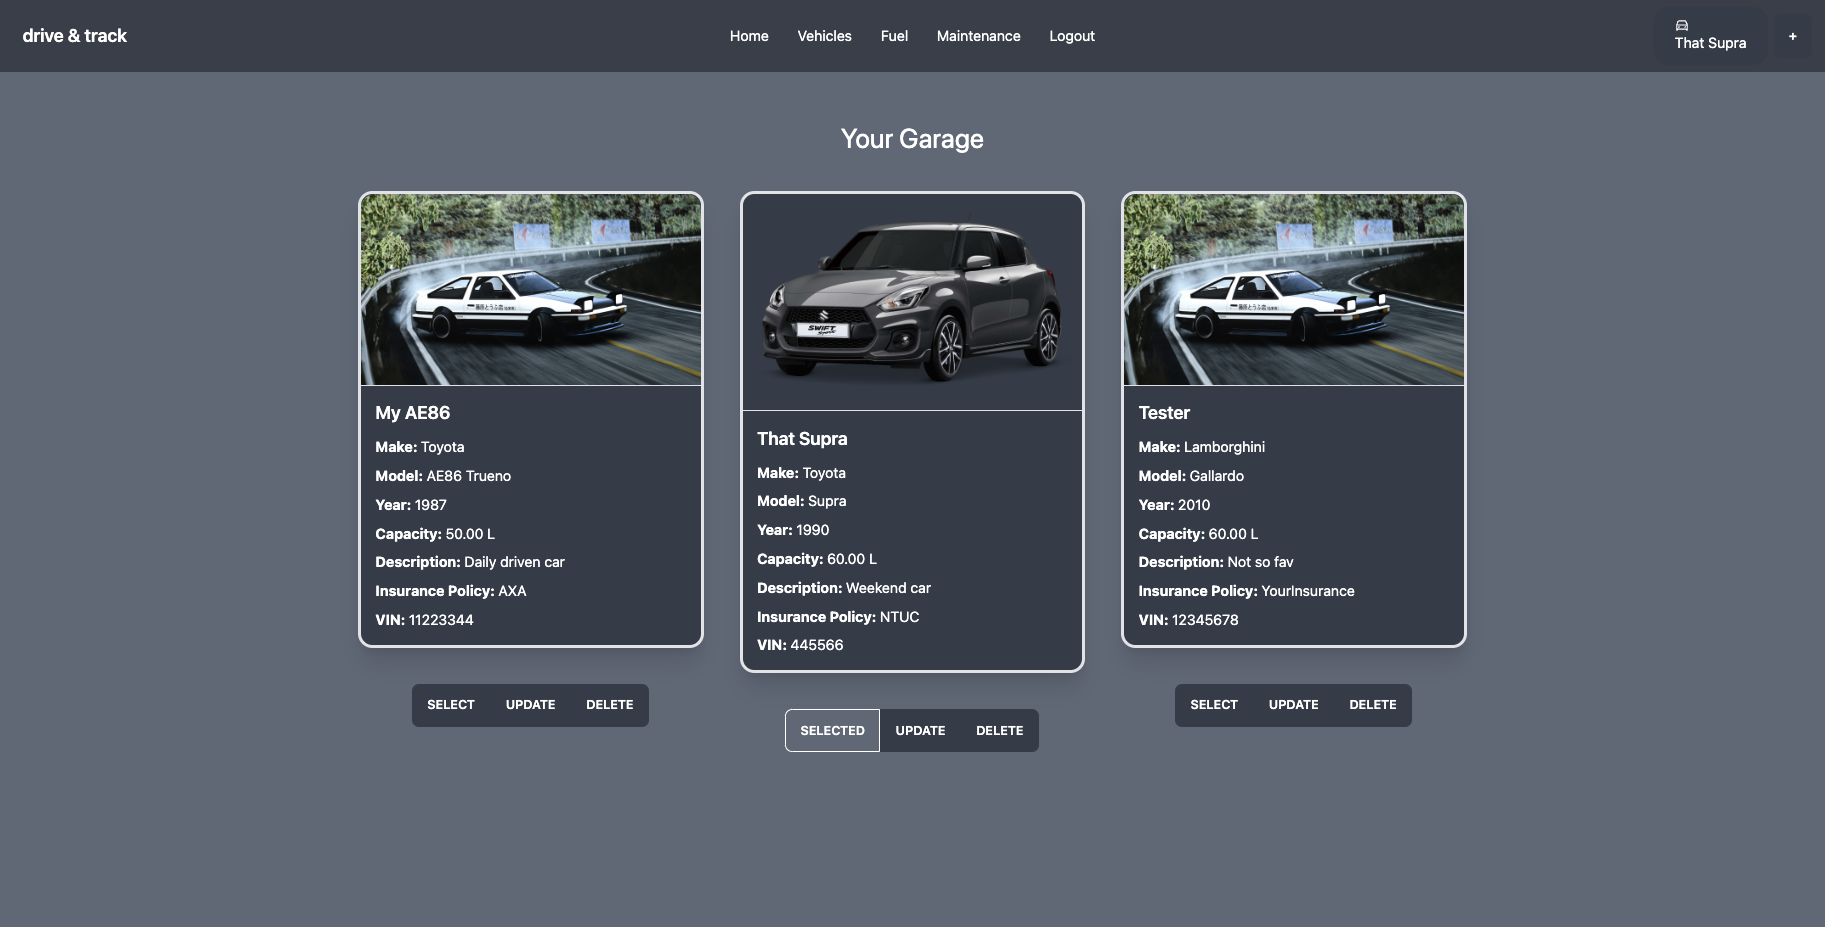 drive & track
Home
Vehicles
Fuel
Maintenance
Logout
That Supra
+
Your Garage
My AE86
Make: Toyota
Model: AE86 Trueno
Year: 1987
Capacity: 50.00 L
Description: Daily driven car
Insurance Policy: AXA
VIN: 11223344
SELECT
UPDATE
DELETE
SWIFT
Sport
That Supra
Make: Toyota
Model: Supra
Year: 1990
Capacity: 60.00 L
Description: Weekend car
Insurance Policy: NTUC
VIN: 445566
SELECTED
UPDATE
DELETE
Tester
Make: Lamborghini
Model: Gallardo
Year: 2010
Capacity: 60.00 L
Description: Not so fav
Insurance Policy: YourInsurance
VIN: 12345678
SELECT
UPDATE
DELETE